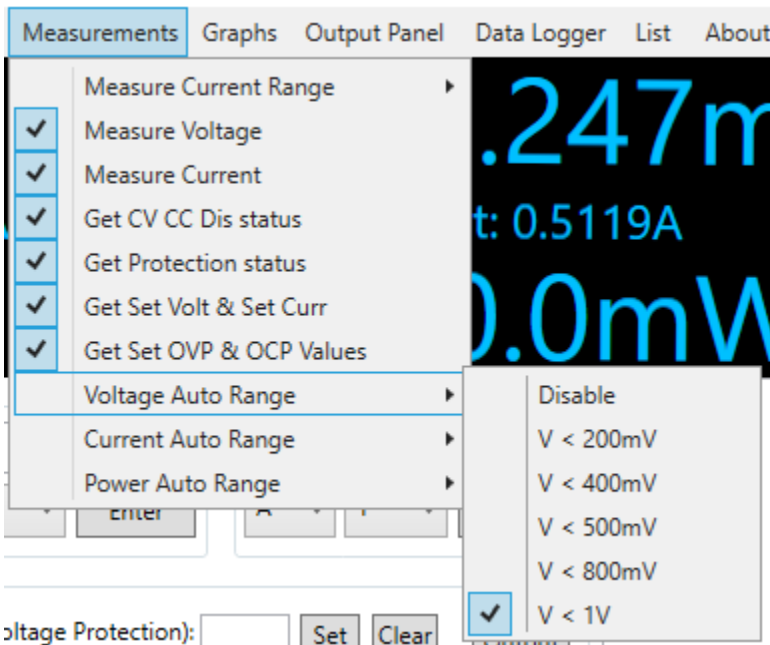 Measurements Graphs Output Panel Data Logger List About
Measure Current Range
Measure Voltage
Measure Current
Get CV CC Dis status
Get Protection status
Get Set Volt & Set Curr
Get Set OVP & OCP Values
Voltage Auto Range
Current Auto Range
Power Auto Range
.247m
t: 0.5119A
0.0mW
Disable
V < 200mV
V < 400mV
V < 500mV
V < 800mV
V < 1V
Enter
oltage Protection): Set Clear